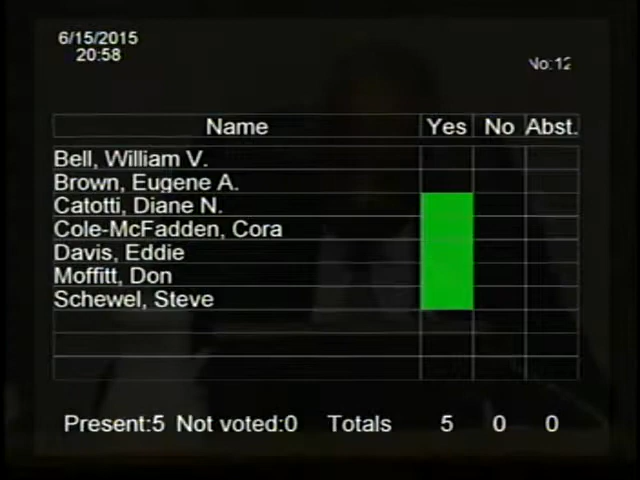 6/15/2015
20:58
No:12
Name Yes No Abst.
Bell, William V.
Brown, Eugene A.
Catotti, Diane N.
Cole-McFadden, Cora
Davis, Eddie
Moffitt, Don
Schewel, Steve
Present:5 Not voted:0 Totals 5 0 0